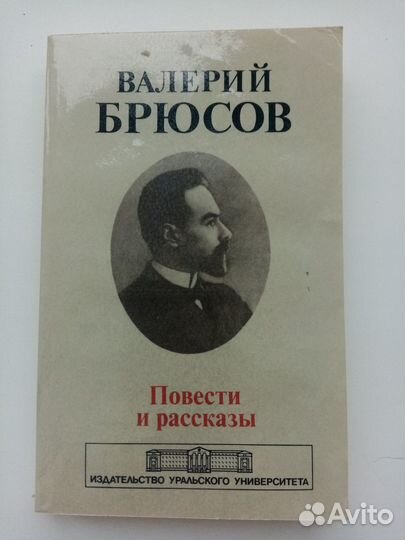 ВАЛЕРИЙ
БРЮСОВ
Повести
и рассказы
ИЗДАТЕЛЬСТВО УРАЛЬСКОГО УНИВЕРСИТЕТА
Avito